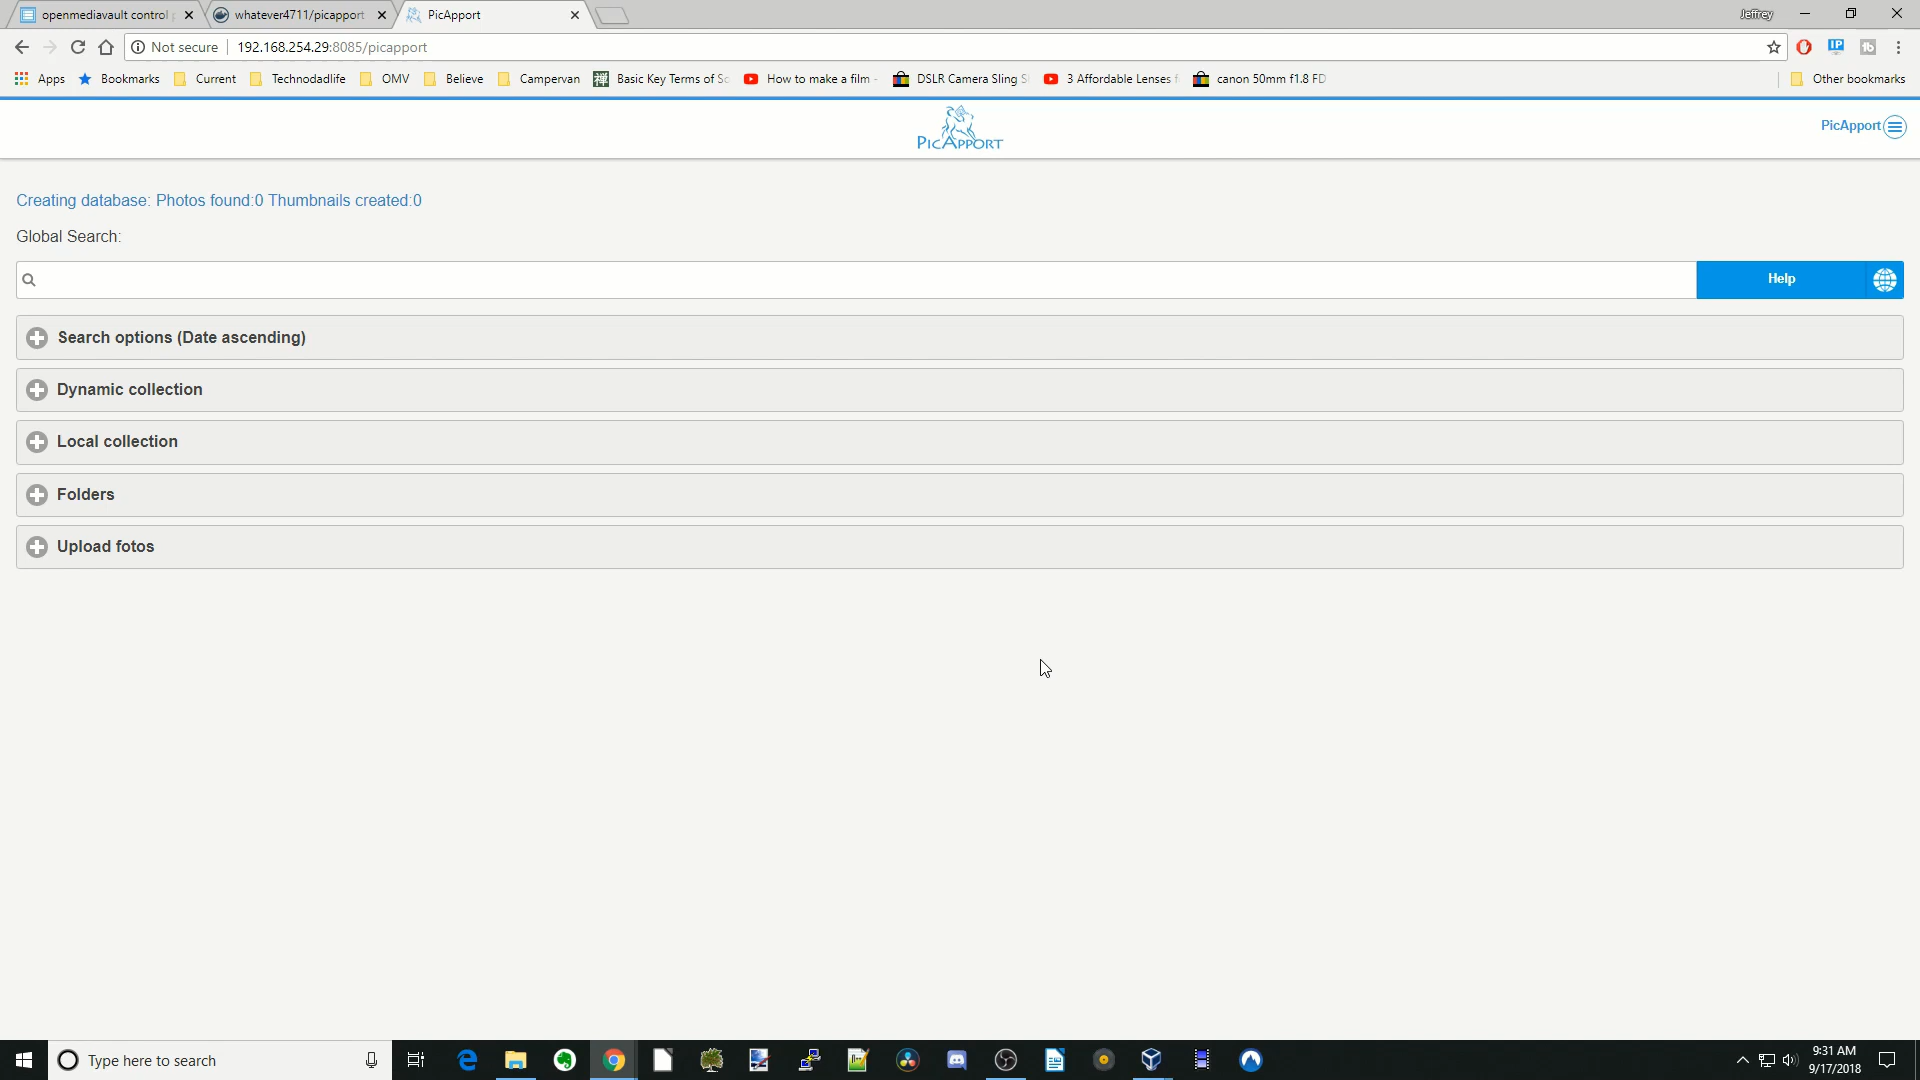 openmediavault control
whatever4711/picapport
PicApport
Jeffrey
Not secure
192.168.254.29:8085/picapport
Apps
Bookmarks
Current
Technodadlife
OMV
Believe
Campervan
Basic Key Terms of Sc
How to make a film -
DSLR Camera Sling S
3 Affordable Lenses f
canon 50mm f1.8 FD
Other bookmarks
PICAPPORT
PicApport
Creating database: Photos found:0 Thumbnails created:0
Global Search:
Help
Search options (Date ascending)
Dynamic collection
Local collection
Folders
Upload fotos
Type here to search
9:31 AM
9/17/2018